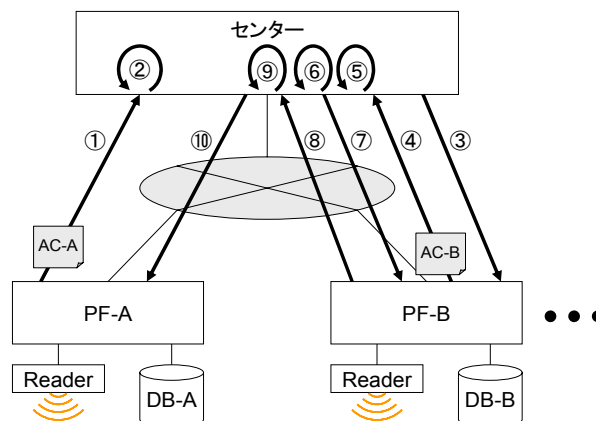 センター
② ⑨ ⑥ ⑤
① ⑩ ⑧ ⑦ ④ ③
AC-A AC-B
PF-A PF-B •••
Reader DB-A Reader DB-B